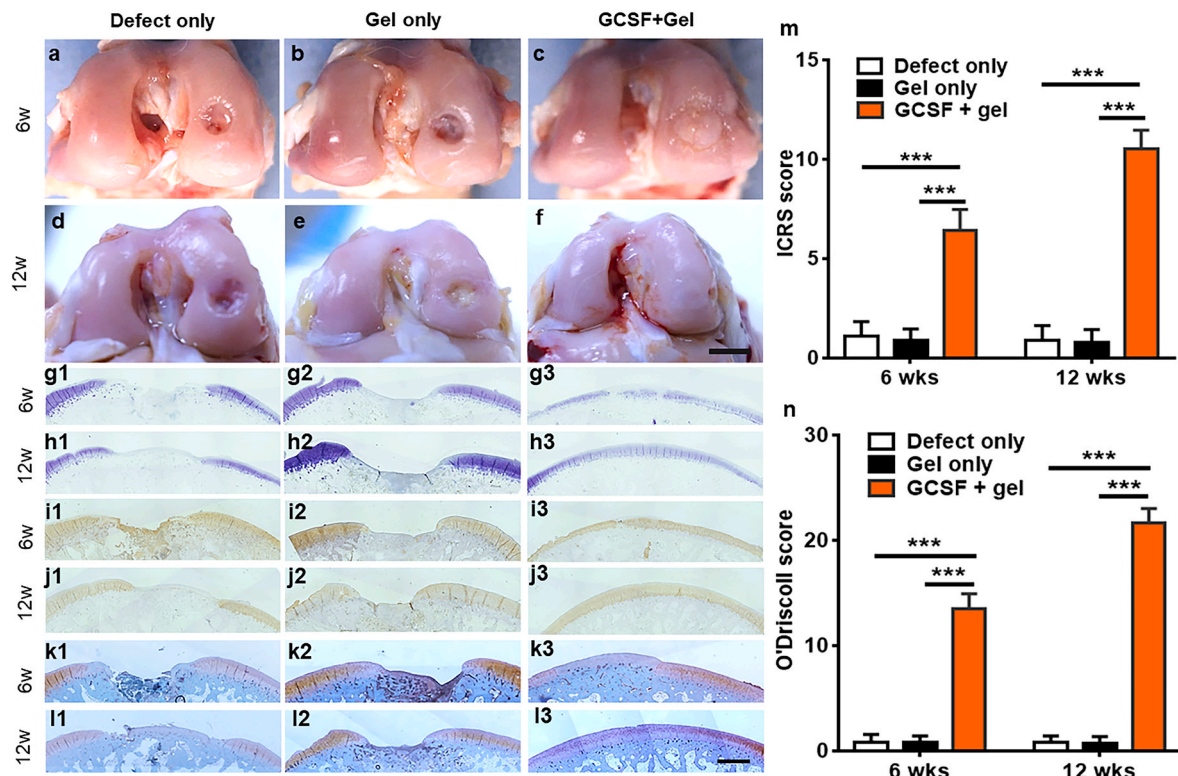 Defect only Gel only GCSF+Gel
6w a b c
12w d e f
6w g1 g2 g3
12w h1 h2 h3
6w i1 i2 i3
12w j1 j2 j3
6w k1 k2 k3
12w l1 l2 l3
m
15
Defect only
Gel only
GCSF + gel
***
***
***
***
10
ICRS score
5
0
6 wks 12 wks
n
30
Defect only
Gel only
GCSF + gel
***
***
***
***
20
O'Driscoll score
10
0
6 wks 12 wks